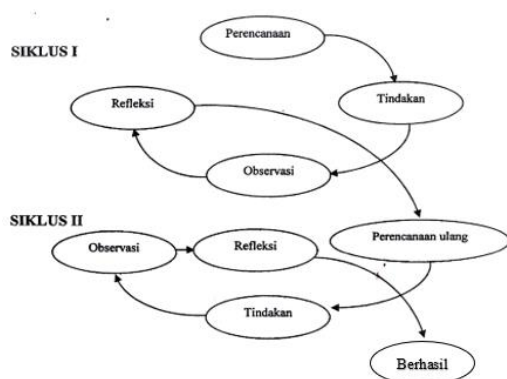 Perencanaan
SIKLUS I
Tindakan
Refleksi
Observasi
SIKLUS II
Perencanaan ulang
Observasi
Refleksi
Tindakan
Berhasil